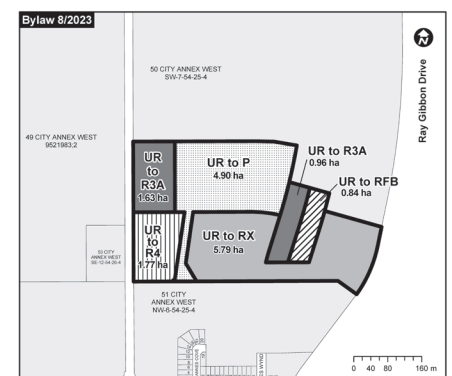 Bylaw 8/2023
N
Ray Gibbon Drive
50 CITY ANNEX WEST
SW-7-54-25-4
49 CITY ANNEX WEST
9521983;2
UR
to
R3A
1.63 ha
UR to P
4.90 ha
UR to R3A
0.96 ha
UR to RFB
0.84 ha
UR
to
R4
1.77 ha
UR to RX
5.79 ha
53 CITY
ANNEX WEST
SE-12-54-26-4
51 CITY
ANNEX WEST
NW-6-54-25-4
0 40 80 160 m